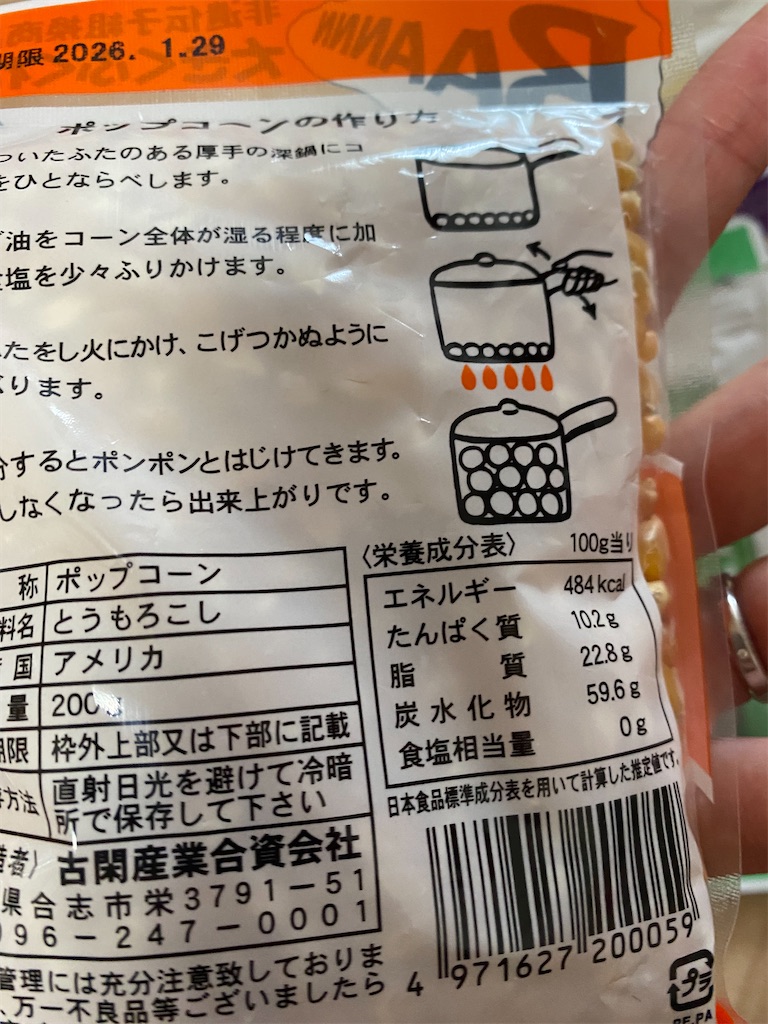 期限 2026. 1.29
ポップコーンの作り方
ついたふたのある厚手の深鍋にコ
をひとならべします。
油をコーン全体が湿る程度に加
塩を少々ふりかけます。
たをし火にかけ、こげつかぬように
ります。
するとポンポンとはじけてきます。
しなくなったら出来上がりです。
称 ポップコーン
料名 とうもろこし
国 アメリカ
量 200
期限 枠外上部又は下部に記載
方法 直射日光を避けて冷暗
所で保存して下さい
者〉 古閑産業合資会社
県合志市栄3791－51
96－247－0001
管理には充分注意致しておりま
、万一不良品等ございましたら
〈栄養成分表〉 100g当り
エネルギー 484kcal
たんぱく質 10.2g
脂質 22.8g
炭水化物 59.6g
食塩相当量 0g
日本食品標準成分表を用いて計算した推定値です。
4 971627 200059
プラ
PE,PA